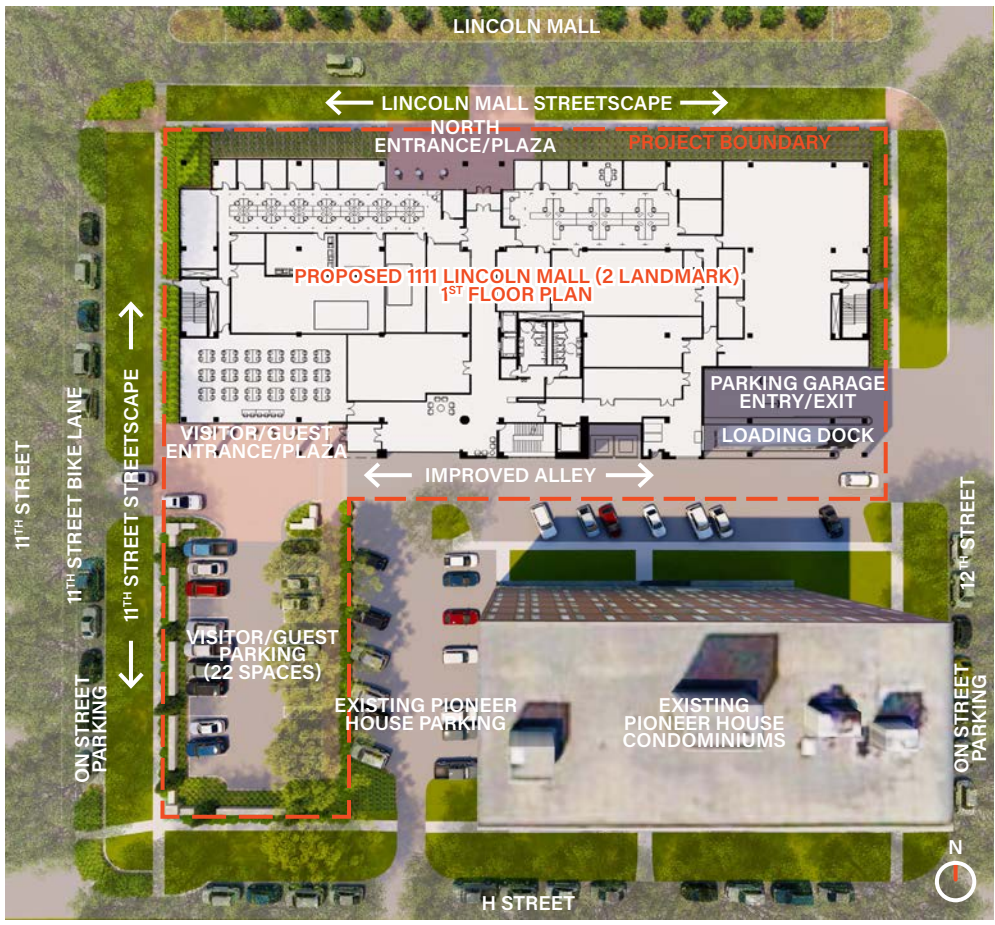 LINCOLN MALL
LINCOLN MALL STREETSCAPE
NORTH
ENTRANCE/PLAZA
PROJECT BOUNDARY
PROPOSED 1111 LINCOLN MALL (2 LANDMARK)
1ST FLOOR PLAN
PARKING GARAGE
ENTRY/EXIT
LOADING DOCK
VISITOR/GUEST
ENTRANCE/PLAZA
IMPROVED ALLEY
11TH STREET
11TH STREET BIKE LANE
11TH STREET STREETSCAPE
12TH STREET
VISITOR/GUEST
PARKING
(22 SPACES)
ON STREET
PARKING
EXISTING PIONEER
HOUSE PARKING
EXISTING
PIONEER HOUSE
CONDOMINIUMS
ON STREET
PARKING
N
H STREET